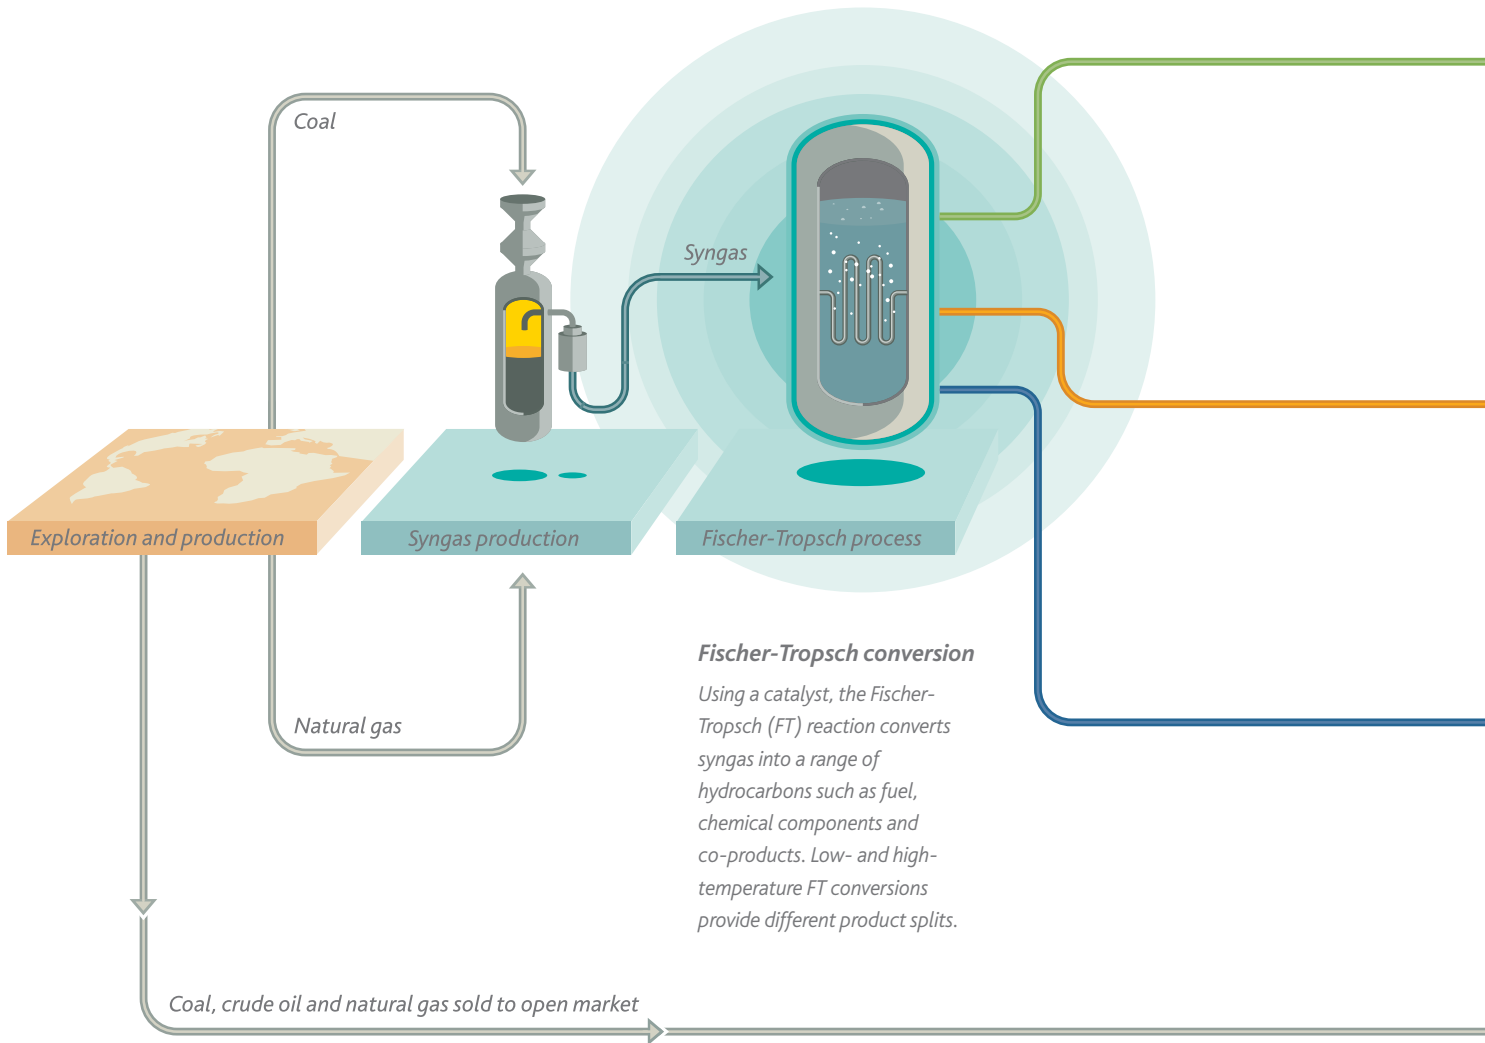 Coal
Syngas
Exploration and production
Syngas production
Fischer-Tropsch process
Natural gas
Fischer-Tropsch conversion
Using a catalyst, the Fischer-
Tropsch (FT) reaction converts
syngas into a range of
hydrocarbons such as fuel,
chemical components and
co-products. Low- and high-
temperature FT conversions
provide different product splits.
Coal, crude oil and natural gas sold to open market